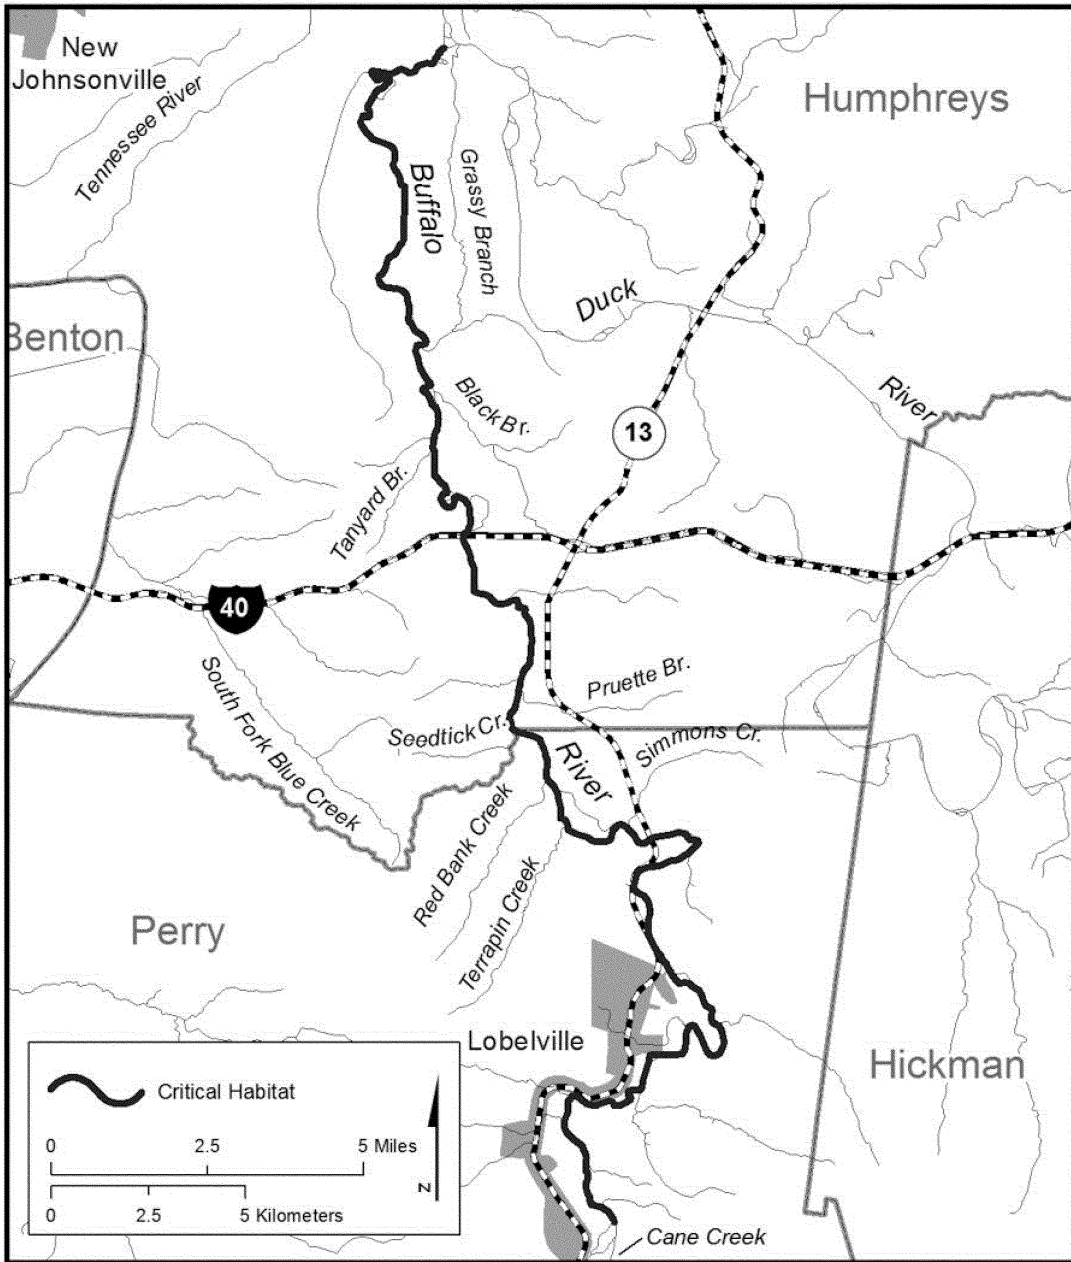 New
Johnsonville
Tennessee River
Humphreys
Buffalo
Grassy Branch
Duck
Benton
River
Black Br.
13
Tanyard Br.
40
South Fork Blue Creek
Pruette Br.
Seedtick Cr.
River
Simmons Cr.
Red Bank Creek
Terrapin Creek
Perry
Lobelville
Hickman
Critical Habitat
0 2.5 5 Miles
0 2.5 5 Kilometers
N
Cane Creek